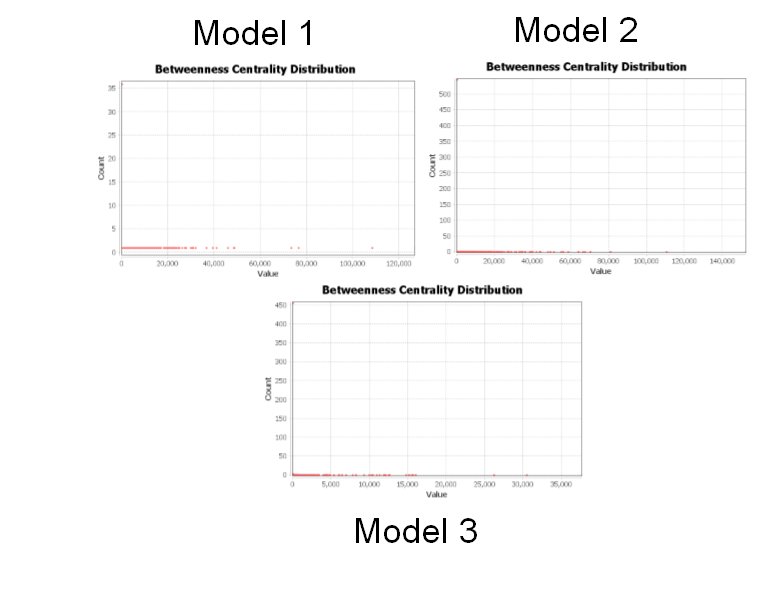 Model 1
Model 2
Betweenness Centrality Distribution
35
30
25
20
15
10
5
0
Count
0 20,000 40,000 60,000 80,000 100,000 120,000
Value
Betweenness Centrality Distribution
500
450
400
350
300
250
200
150
100
50
0
Count
0 20,000 40,000 60,000 80,000 100,000 120,000 140,000
Value
Betweenness Centrality Distribution
450
400
350
300
250
200
150
100
50
0
Count
0 5,000 10,000 15,000 20,000 25,000 30,000 35,000
Value
Model 3